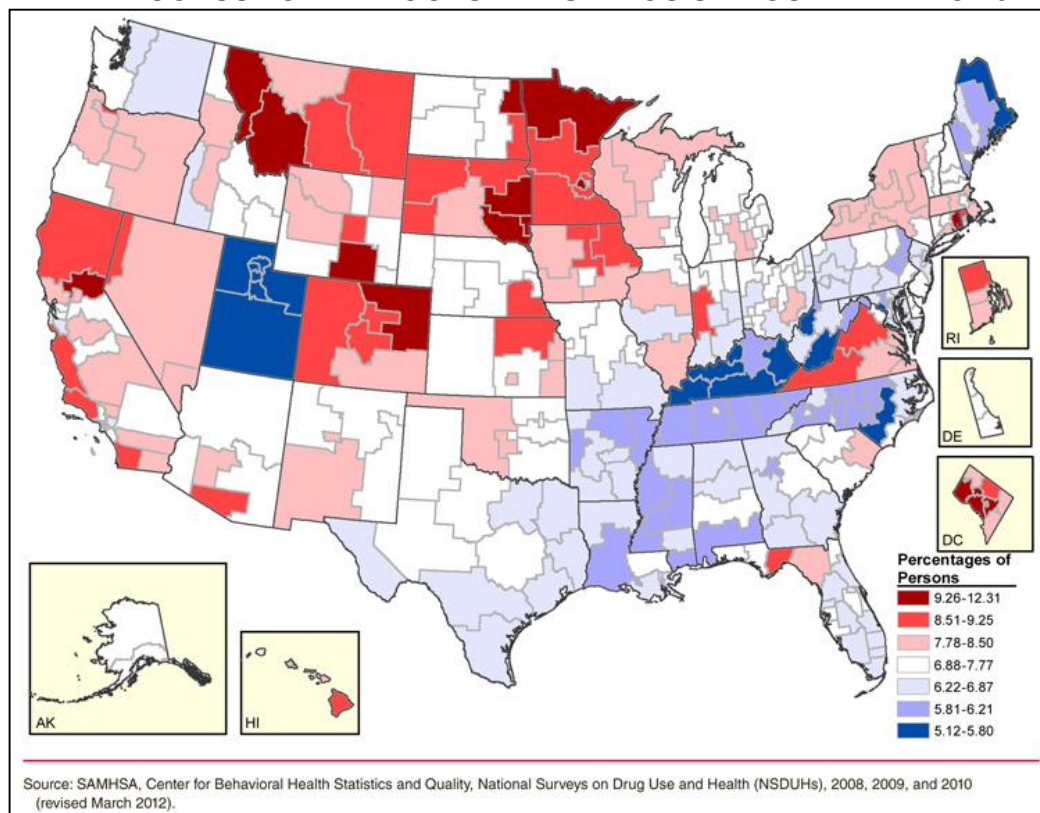 RI
&
DE
DC
AK
HI
Percentages of
Persons
9.26-12.31
8.51-9.25
7.78-8.50
6.88-7.77
6.22-6.87
5.81-6.21
5.12-5.80
Source: SAMHSA, Center for Behavioral Health Statistics and Quality, National Surveys on Drug Use and Health (NSDUHs), 2008, 2009, and 2010
(revised March 2012).